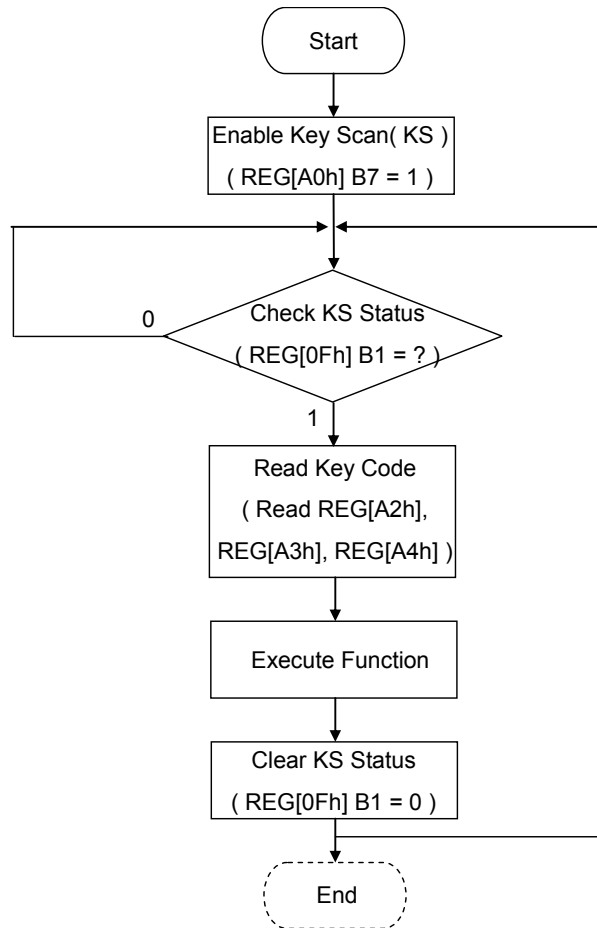 Start
Enable Key Scan( KS )
( REG[A0h] B7 = 1 )
Check KS Status
0
( REG[0Fh] B1 = ? )
1
Read Key Code
( Read REG[A2h],
REG[A3h], REG[A4h] )
Execute Function
Clear KS Status
( REG[0Fh] B1 = 0 )
End